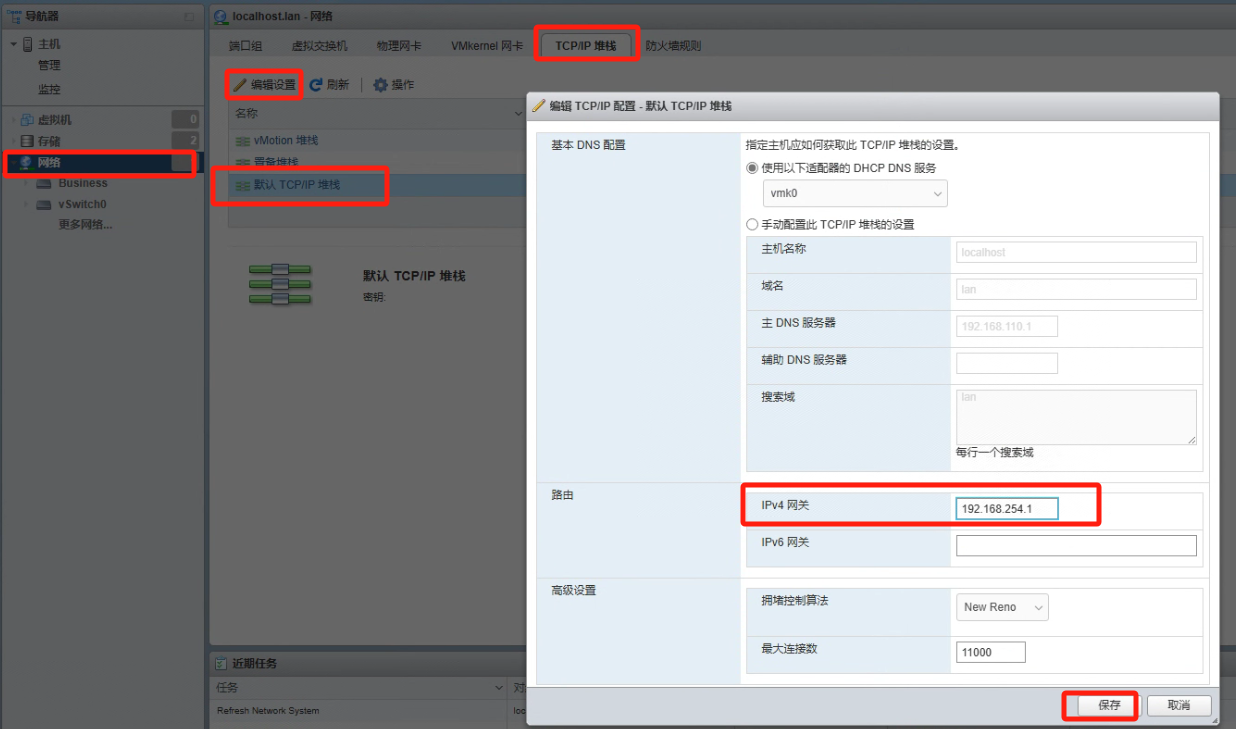 导航器
主机
管理
监控
虚拟机 0
存储 2
网络
Business
vSwitch0
更多网络...
localhost.lan - 网络
端口组 虚拟交换机 物理网卡 VMkernel 网卡 TCP/IP 堆栈 防火墙规则
编辑设置 刷新 操作
名称
vMotion 堆栈
置备堆栈
默认 TCP/IP 堆栈
默认 TCP/IP 堆栈
密钥:
近期任务
任务 对
Refresh Network System loc
编辑 TCP/IP 配置 - 默认 TCP/IP 堆栈
基本 DNS 配置
指定主机应如何获取此 TCP/IP 堆栈的设置。
使用以下适配器的 DHCP DNS 服务
vmk0
手动配置此 TCP/IP 堆栈的设置
主机名称 localhost
域名 lan
主 DNS 服务器 192.168.110.1
辅助 DNS 服务器
搜索域 lan
每行一个搜索域
路由
IPv4 网关 192.168.254.1
IPv6 网关
高级设置
拥堵控制算法 New Reno
最大连接数 11000
保存 取消